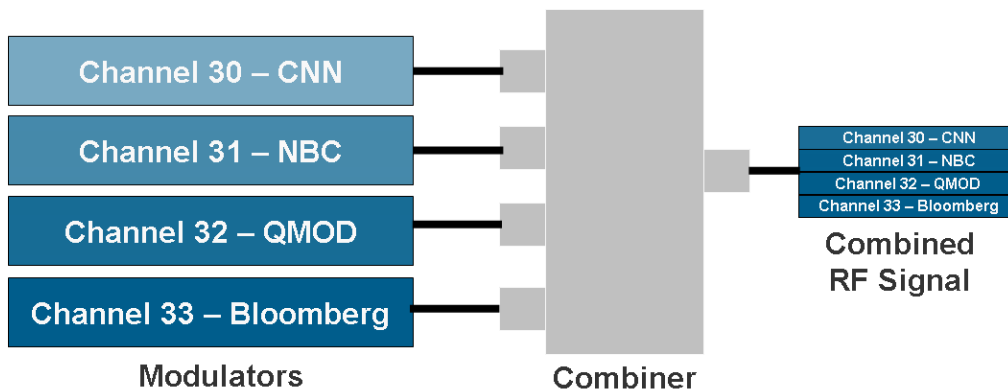 Channel 30 – CNN
Channel 31 – NBC
Channel 32 – QMOD
Channel 33 – Bloomberg
Modulators
Combiner
Channel 30 – CNN
Channel 31 – NBC
Channel 32 – QMOD
Channel 33 – Bloomberg
Combined
RF Signal